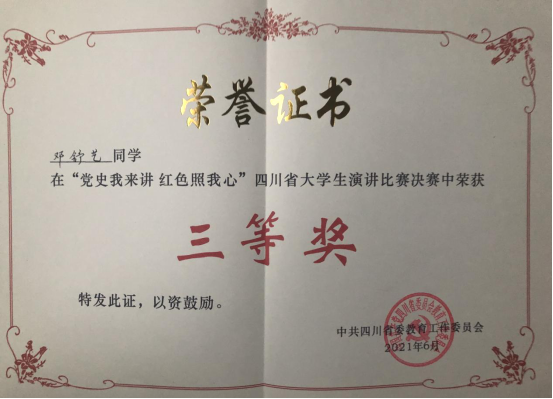 荣誉证书
邓舒艺 同学
在“党史我来讲 红色照我心”四川省大学生演讲比赛决赛中荣获
三等奖
特发此证，以资鼓励。
中共四川省委教育工作委员会
2021年6月